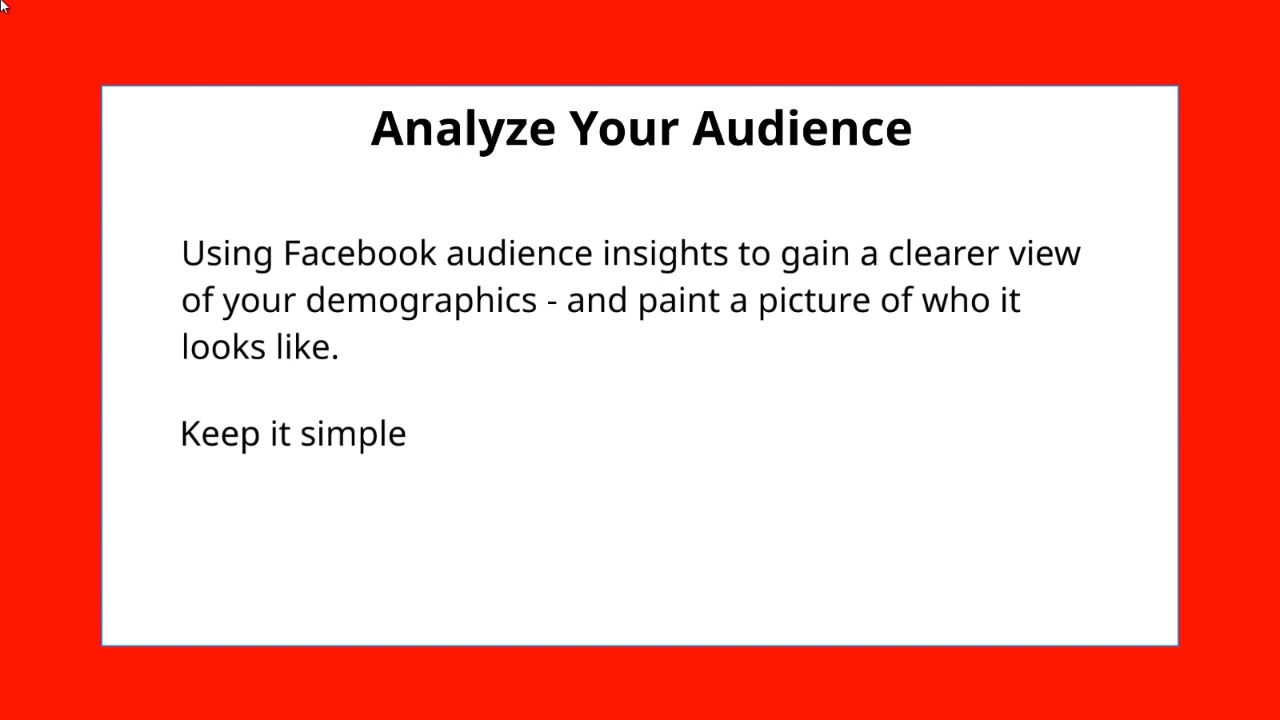 Analyze Your Audience
Using Facebook audience insights to gain a clearer view
of your demographics - and paint a picture of who it
looks like.
Keep it simple